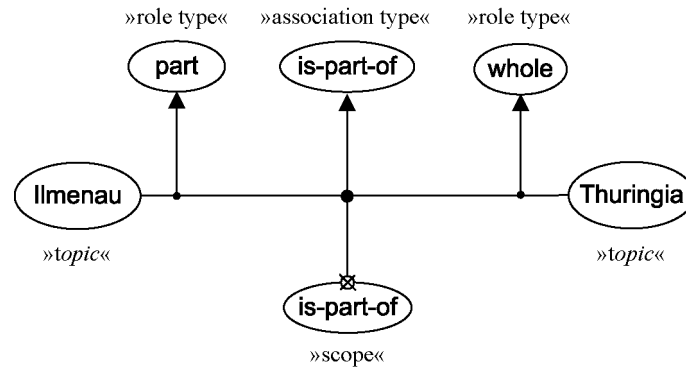 »role type« »association type« »role type«
part is-part-of whole
Ilmenau Thuringia
»topic« »topic«
is-part-of
»scope«